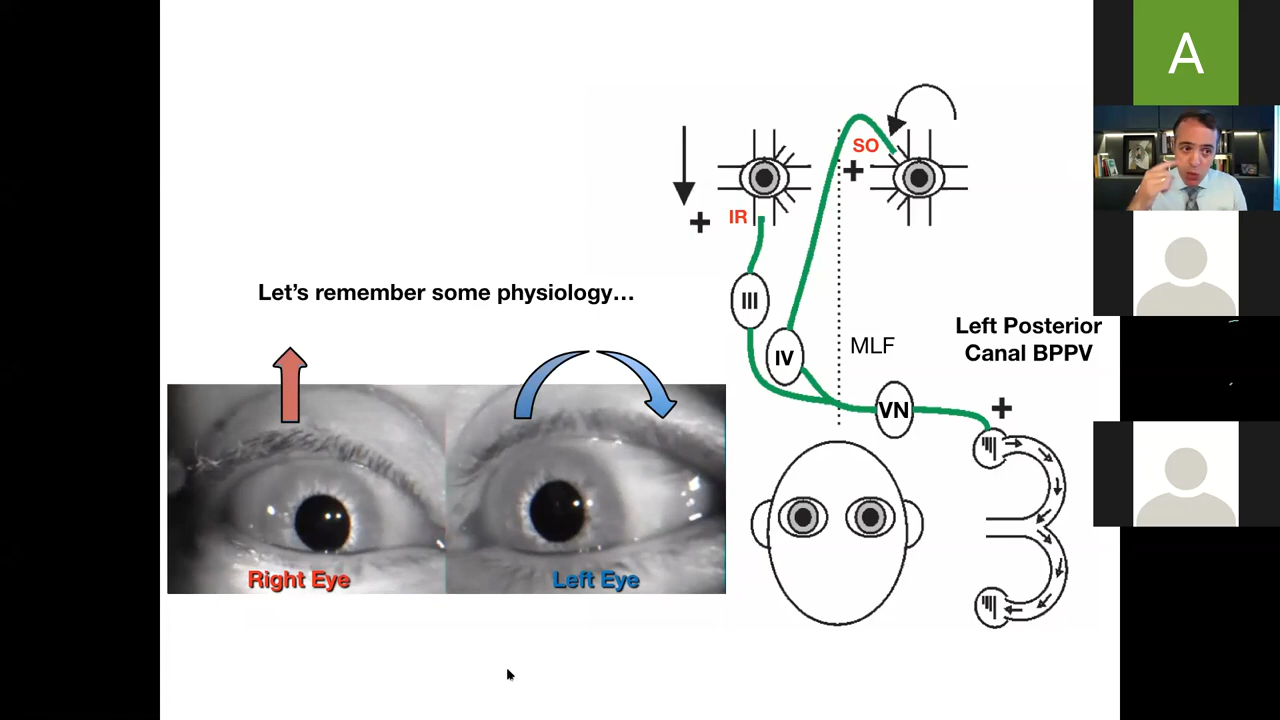 A
SO
+
IR
+
III
Let's remember some physiology...
IV
MLF
Left Posterior
Canal BPPV
VN
+
Right Eye
Left Eye